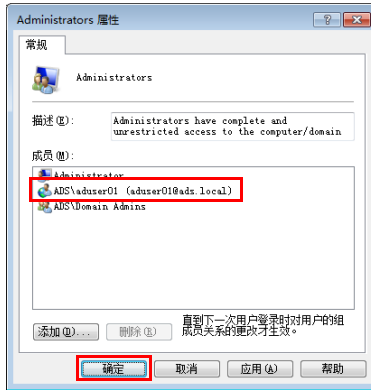 Administrators 属性
常规
Administrators
描述(E):
Administrators have complete and
unrestricted access to the computer/domain
成员(M):
Administrator
ADS\aduser01 (aduser01@ads.local)
ADS\Domain Admins
添加(D)...
删除(R)
直到下一次用户登录时对用户的组
成员关系的更改才生效。
确定
取消
应用(A)
帮助